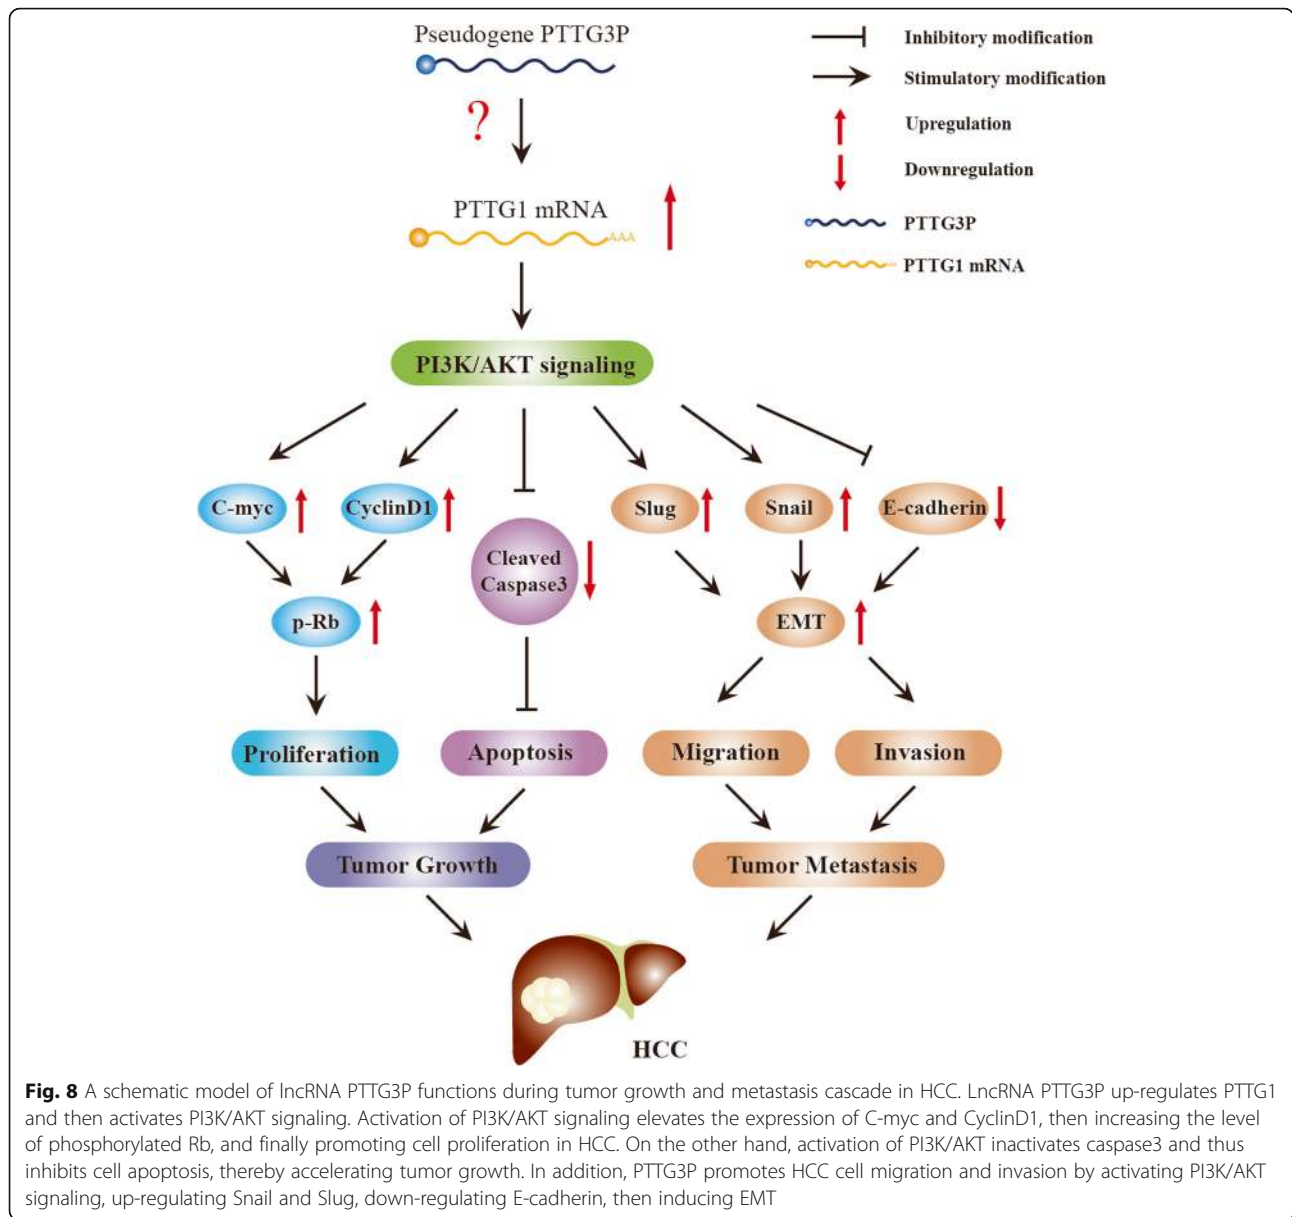 Pseudogene PTTG3P
?
PTTG1 mRNA
AAA
Inhibitory modification
Stimulatory modification
Upregulation
Downregulation
PTTG3P
PTTG1 mRNA
PI3K/AKT signaling
C-myc
CyclinD1
Cleaved
Caspase3
Slug
Snail
E-cadherin
p-Rb
EMT
Proliferation
Apoptosis
Migration
Invasion
Tumor Growth
Tumor Metastasis
HCC
Fig. 8 A schematic model of lncRNA PTTG3P functions during tumor growth and metastasis cascade in HCC. LncRNA PTTG3P up-regulates PTTG1
and then activates PI3K/AKT signaling. Activation of PI3K/AKT signaling elevates the expression of C-myc and CyclinD1, then increasing the level
of phosphorylated Rb, and finally promoting cell proliferation in HCC. On the other hand, activation of PI3K/AKT inactivates caspase3 and thus
inhibits cell apoptosis, thereby accelerating tumor growth. In addition, PTTG3P promotes HCC cell migration and invasion by activating PI3K/AKT
signaling, up-regulating Snail and Slug, down-regulating E-cadherin, then inducing EMT